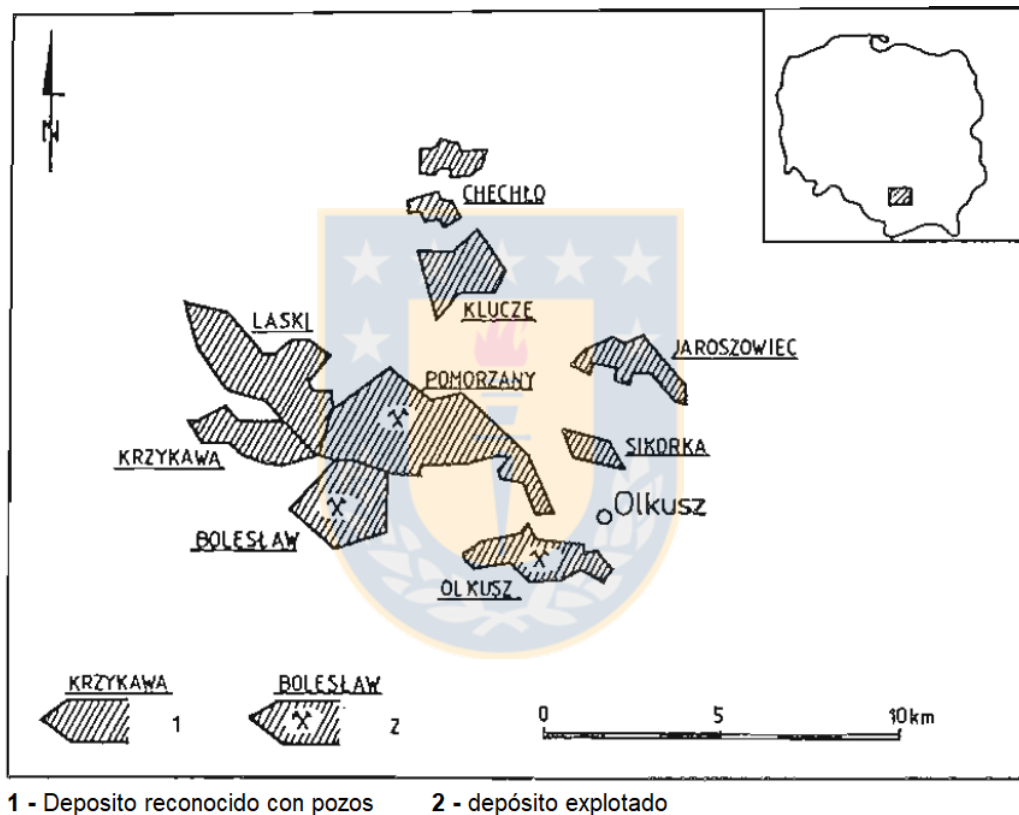 N
CHECHŁO
KLUCZE
LASKI
JAROSZOWIEC
POMORZANY
SIKORKA
KRZYKAWA
Olkusz
BOLESŁAW
OLKUSZ
KRZYKAWA
BOLESŁAW
1
2
0
5
10km
1 - Deposito reconocido con pozos 2 - depósito explotado